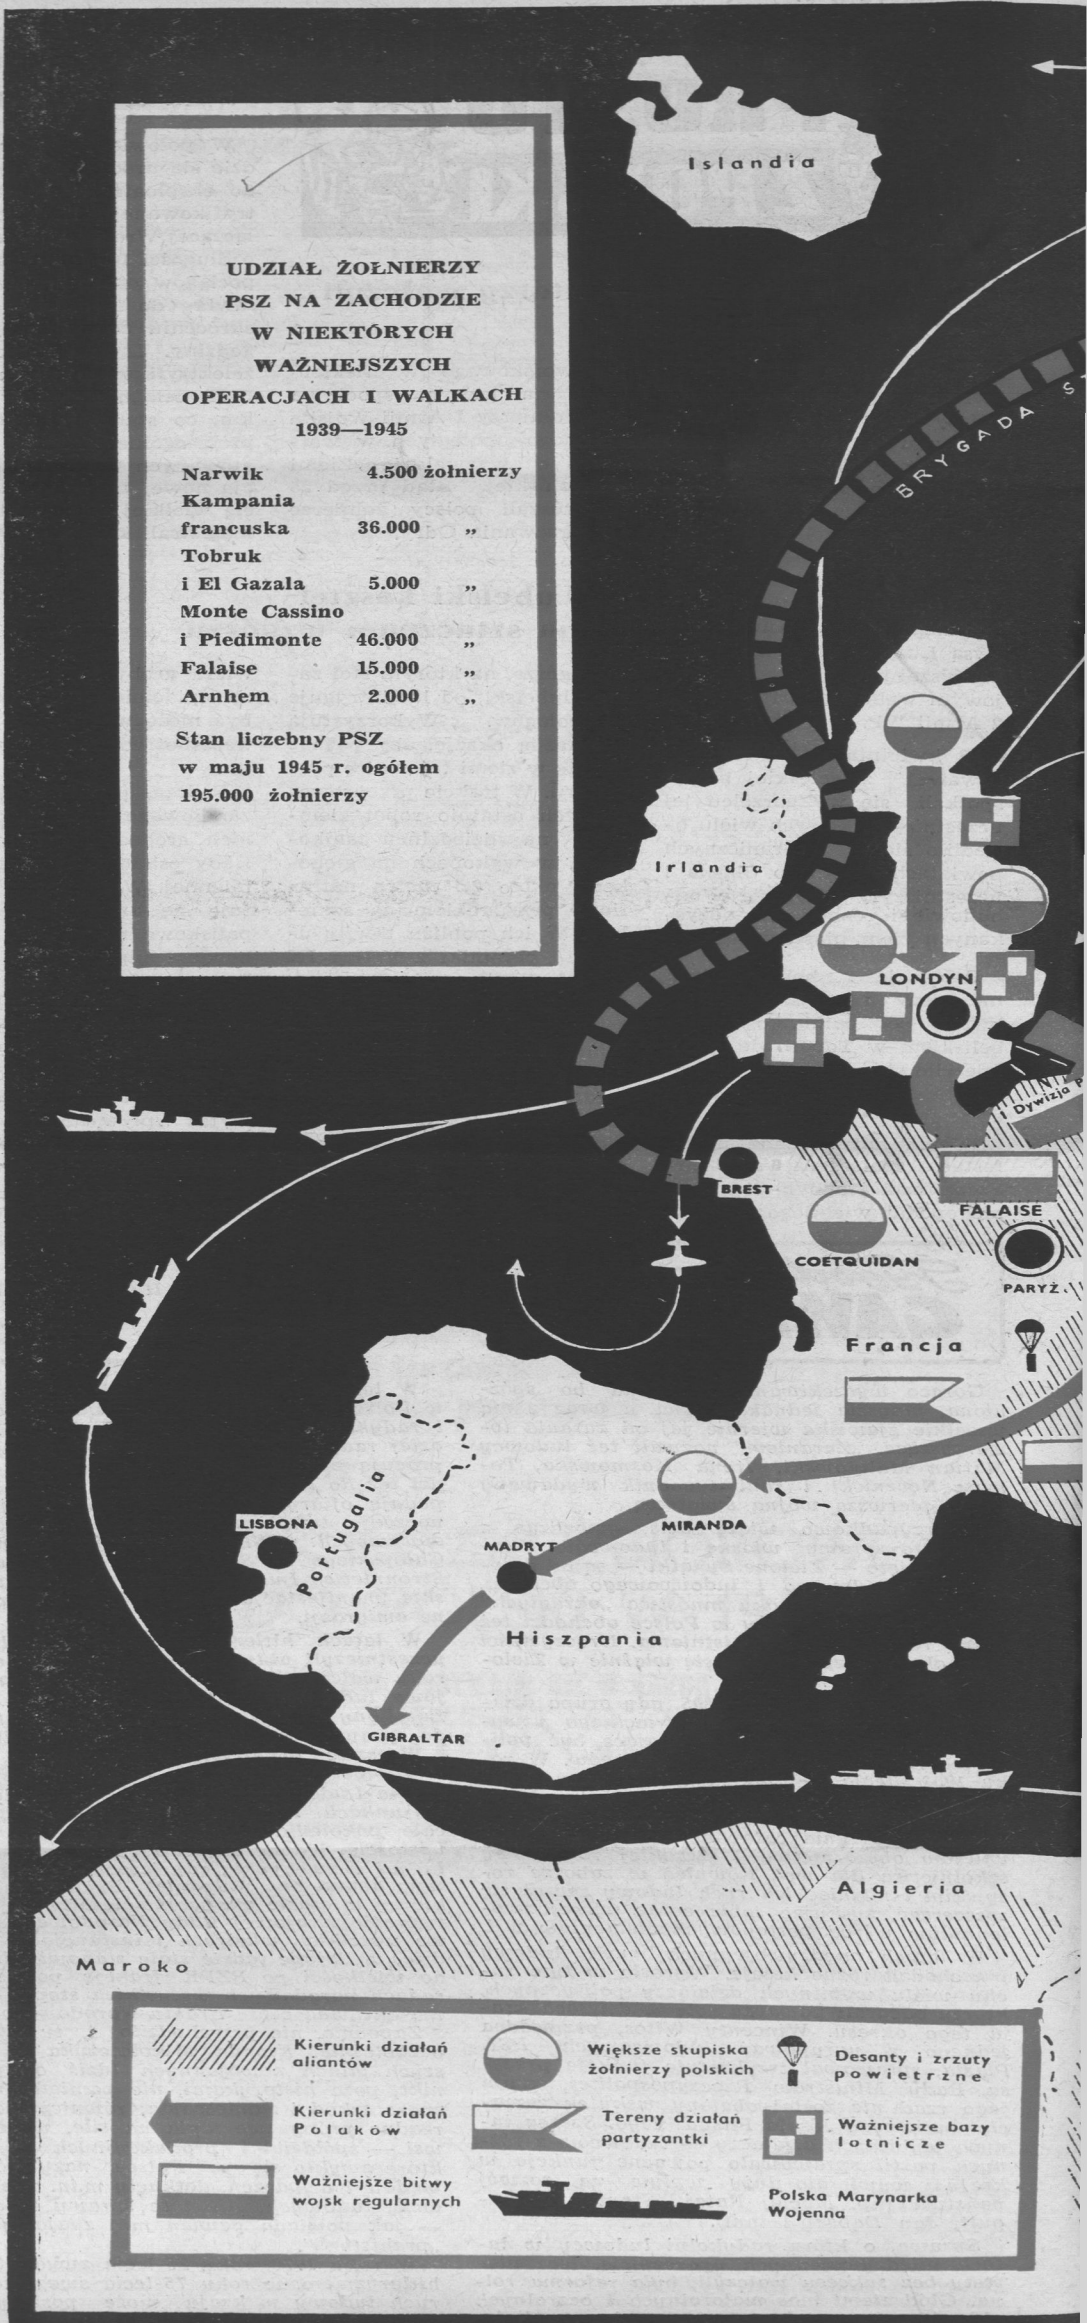 UDZIAŁ ŻOŁNIERZY
PSZ NA ZACHODZIE
W NIEKTÓRYCH
WAŻNIEJSZYCH
OPERACJACH I WALKACH
1939—1945
Narwik 4.500 żołnierzy
Kampania
francuska 36.000 „
Tobruk
i El Gazala 5.000 „
Monte Cassino
i Piedimonte 46.000 „
Falaise 15.000 „
Arnhem 2.000 „
Stan liczebny PSZ
w maju 1945 r. ogółem
195.000 żołnierzy
Islandia
BRYGADA
Irlandia
LONDYN
Dywizja
BREST
FALAISE
COETQUIDAN
PARYŻ
Francja
MIRANDA
LISBONA
Portugalia
MADRYT
Hiszpania
GIBRALTAR
Algieria
Maroko
Kierunki działań
aliantów
Większe skupiska
żołnierzy polskich
Desanty i zrzuty
powietrzne
Kierunki działań
Polaków
Tereny działań
partyzantki
Ważniejsze bazy
lotnicze
Ważniejsze bitwy
wojsk regularnych
Polska Marynarka
Wojenna